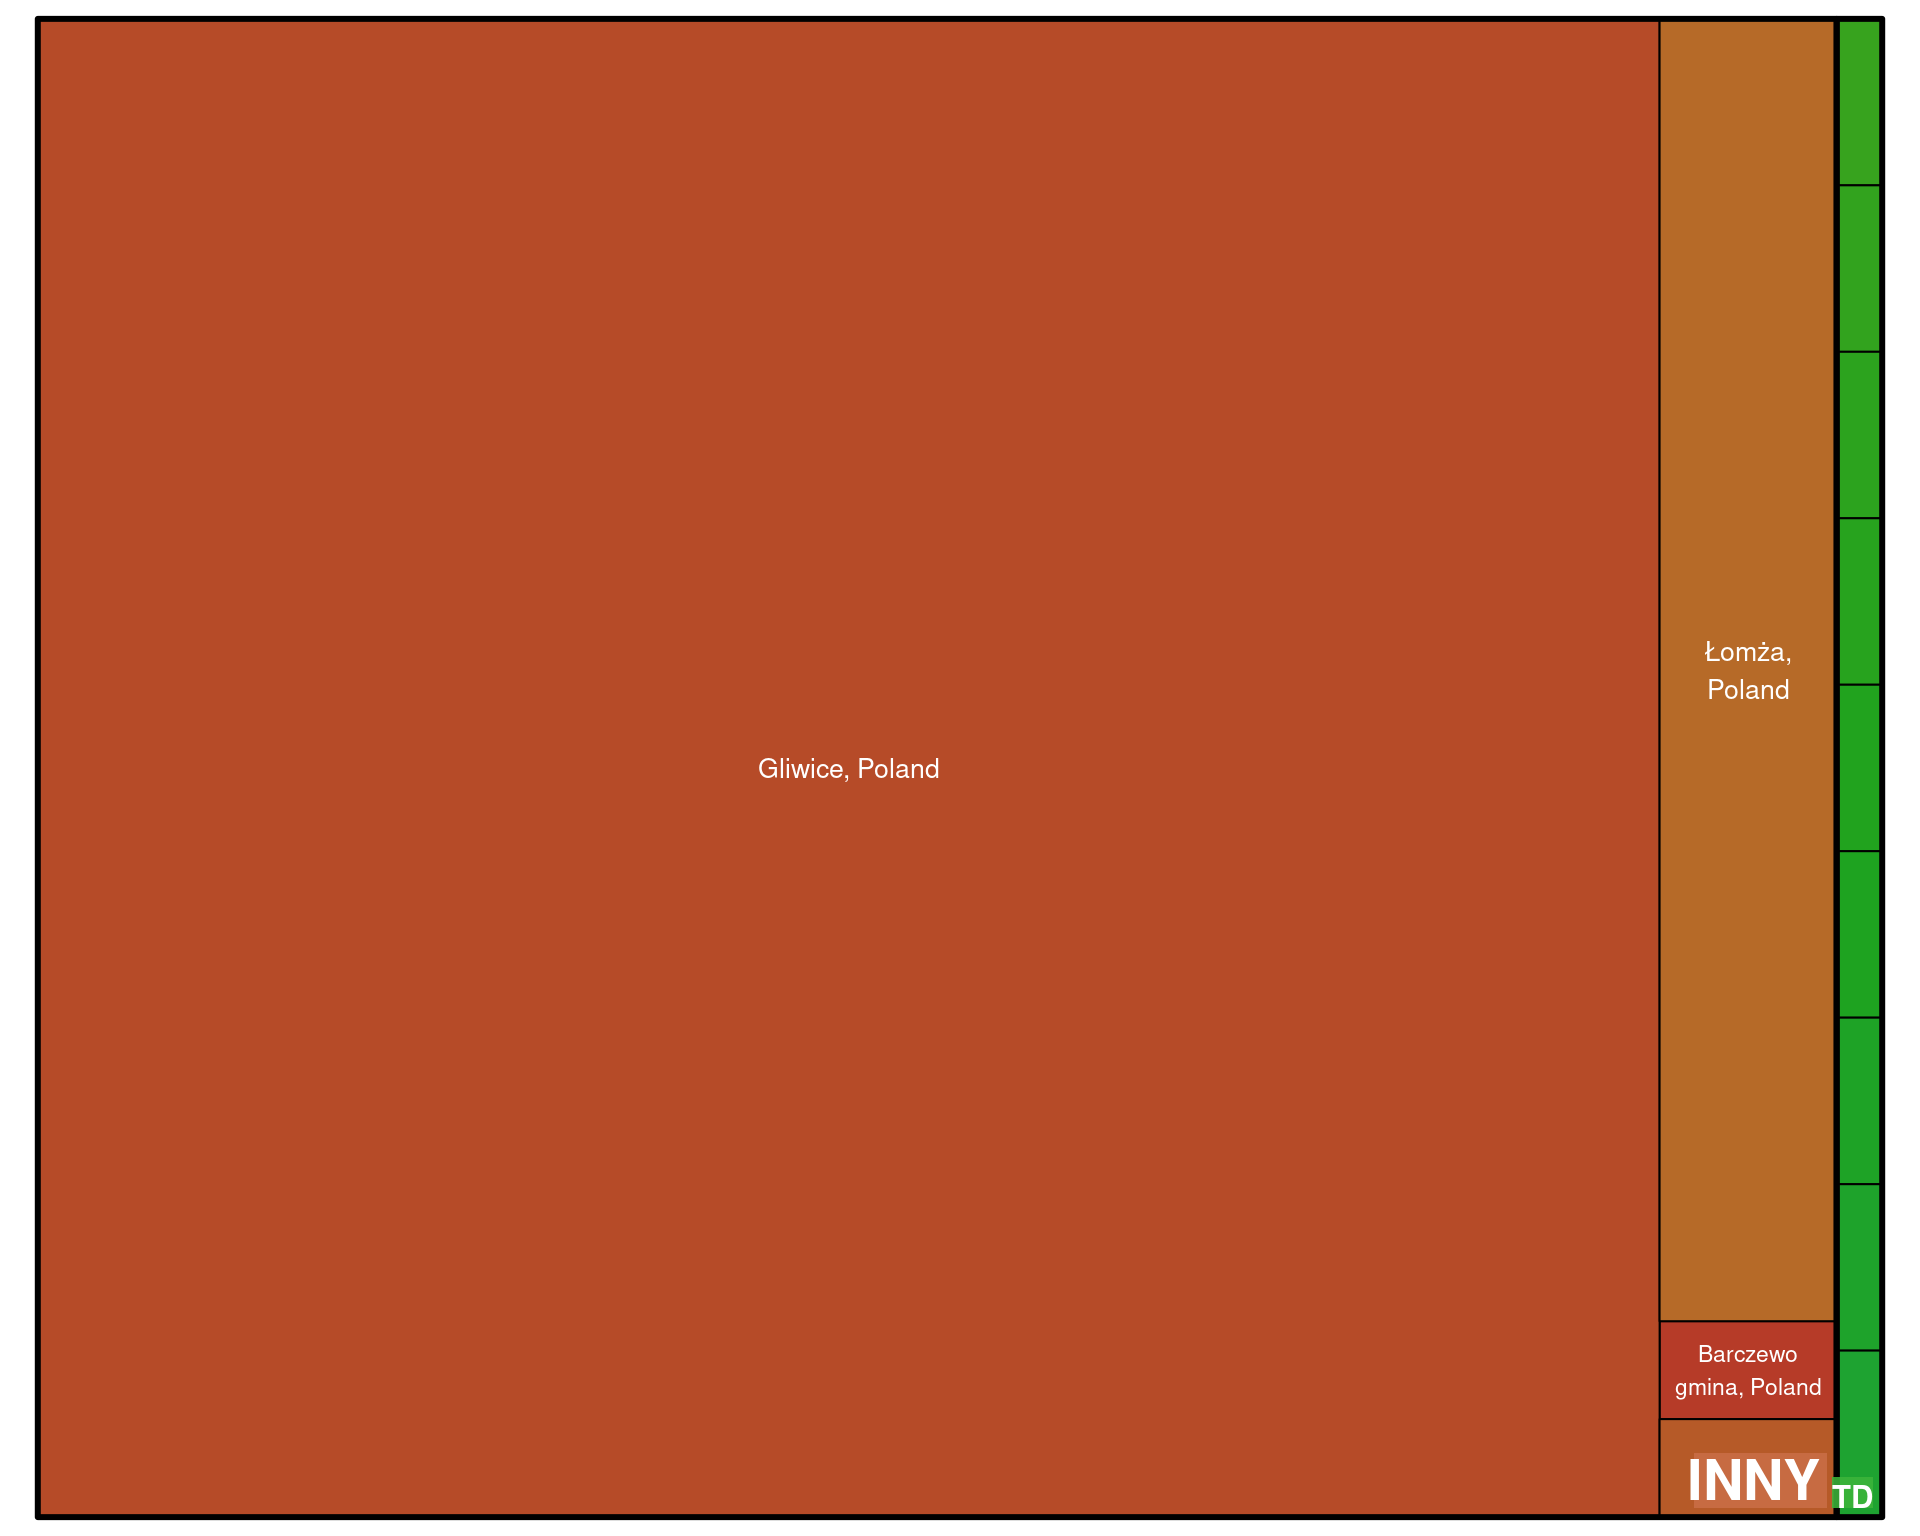 Łomża,
Poland
Gliwice, Poland
Barczewo
gmina, Poland
INNY
TD